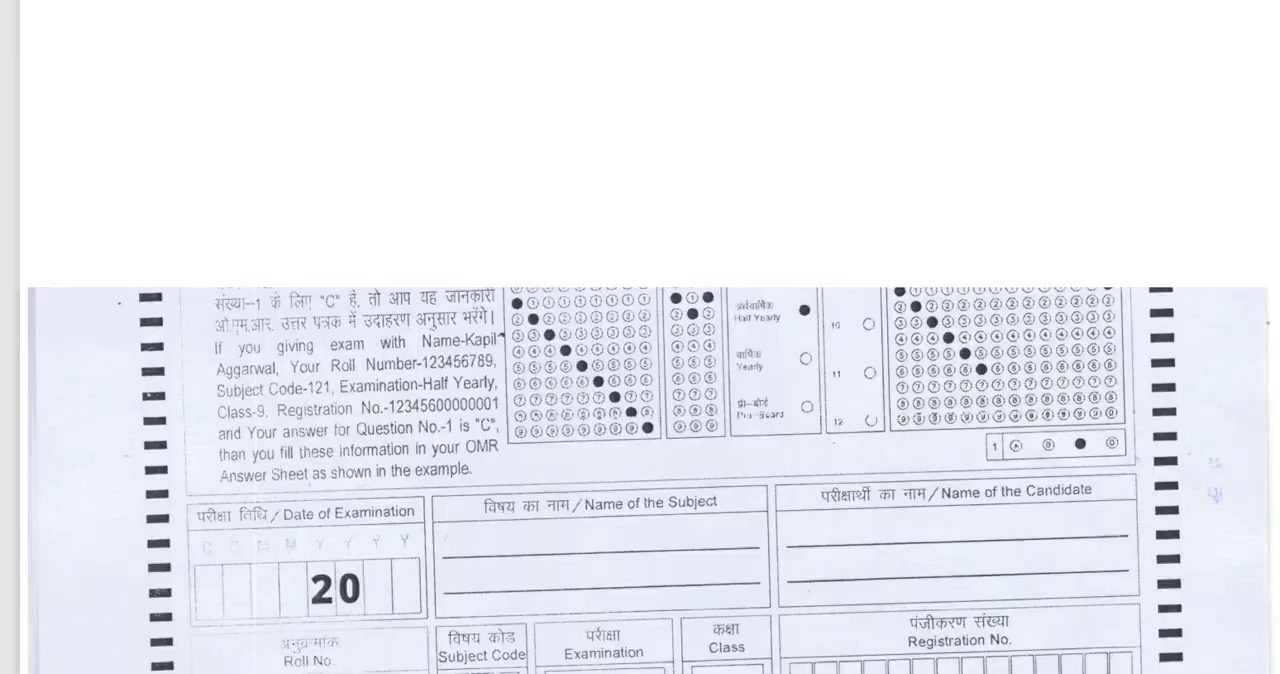 संख्या-1 के लिए "C" है, तो आप यह जानकारी
ओ.एम.आर. उत्तर पत्रक में उदाहरण अनुसार भरेंगे।
If you giving exam with Name-Kapil
Aggarwal, Your Roll Number-123456789,
Subject Code-121, Examination-Half Yearly,
Class-9, Registration No.-12345600000001
and Your answer for Question No.-1 is "C",
than you fill these information in your OMR
Answer Sheet as shown in the example.
अर्धवार्षिक
Half Yearly
वार्षिक
Yearly
प्री-बोर्ड
Pre-Board
10
11
12
1 A B D
परीक्षा तिथि / Date of Examination
M M Y Y Y Y
20
विषय का नाम / Name of the Subject
परीक्षार्थी का नाम / Name of the Candidate
अनुक्रमांक
Roll No.
विषय कोड
Subject Code
परीक्षा
Examination
कक्षा
Class
पंजीकरण संख्या
Registration No.